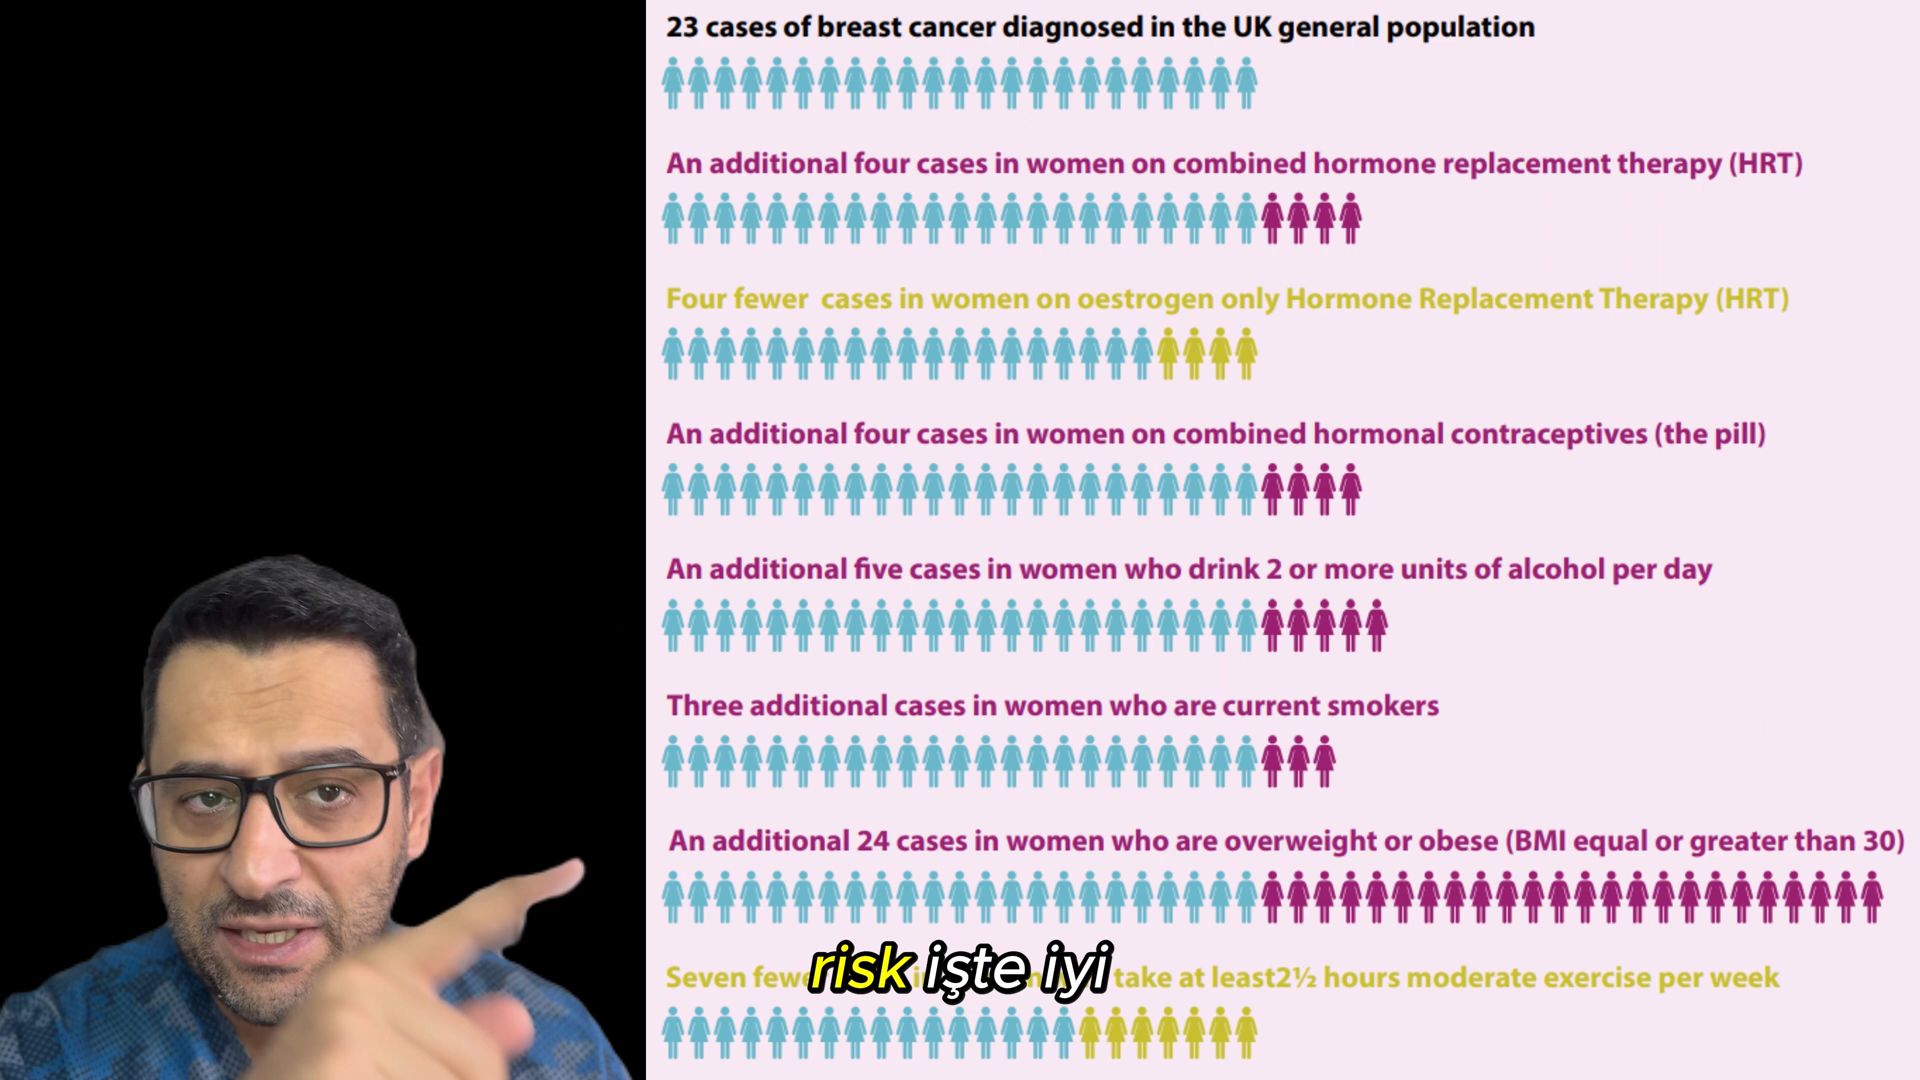 23 cases of breast cancer diagnosed in the UK general population
An additional four cases in women on combined hormone replacement therapy (HRT)
Four fewer cases in women on oestrogen only Hormone Replacement Therapy (HRT)
An additional four cases in women on combined hormonal contraceptives (the pill)
An additional five cases in women who drink 2 or more units of alcohol per day
Three additional cases in women who are current smokers
An additional 24 cases in women who are overweight or obese (BMI equal or greater than 30)
Seven take at least2½ hours moderate exercise per week
risk işte iyi